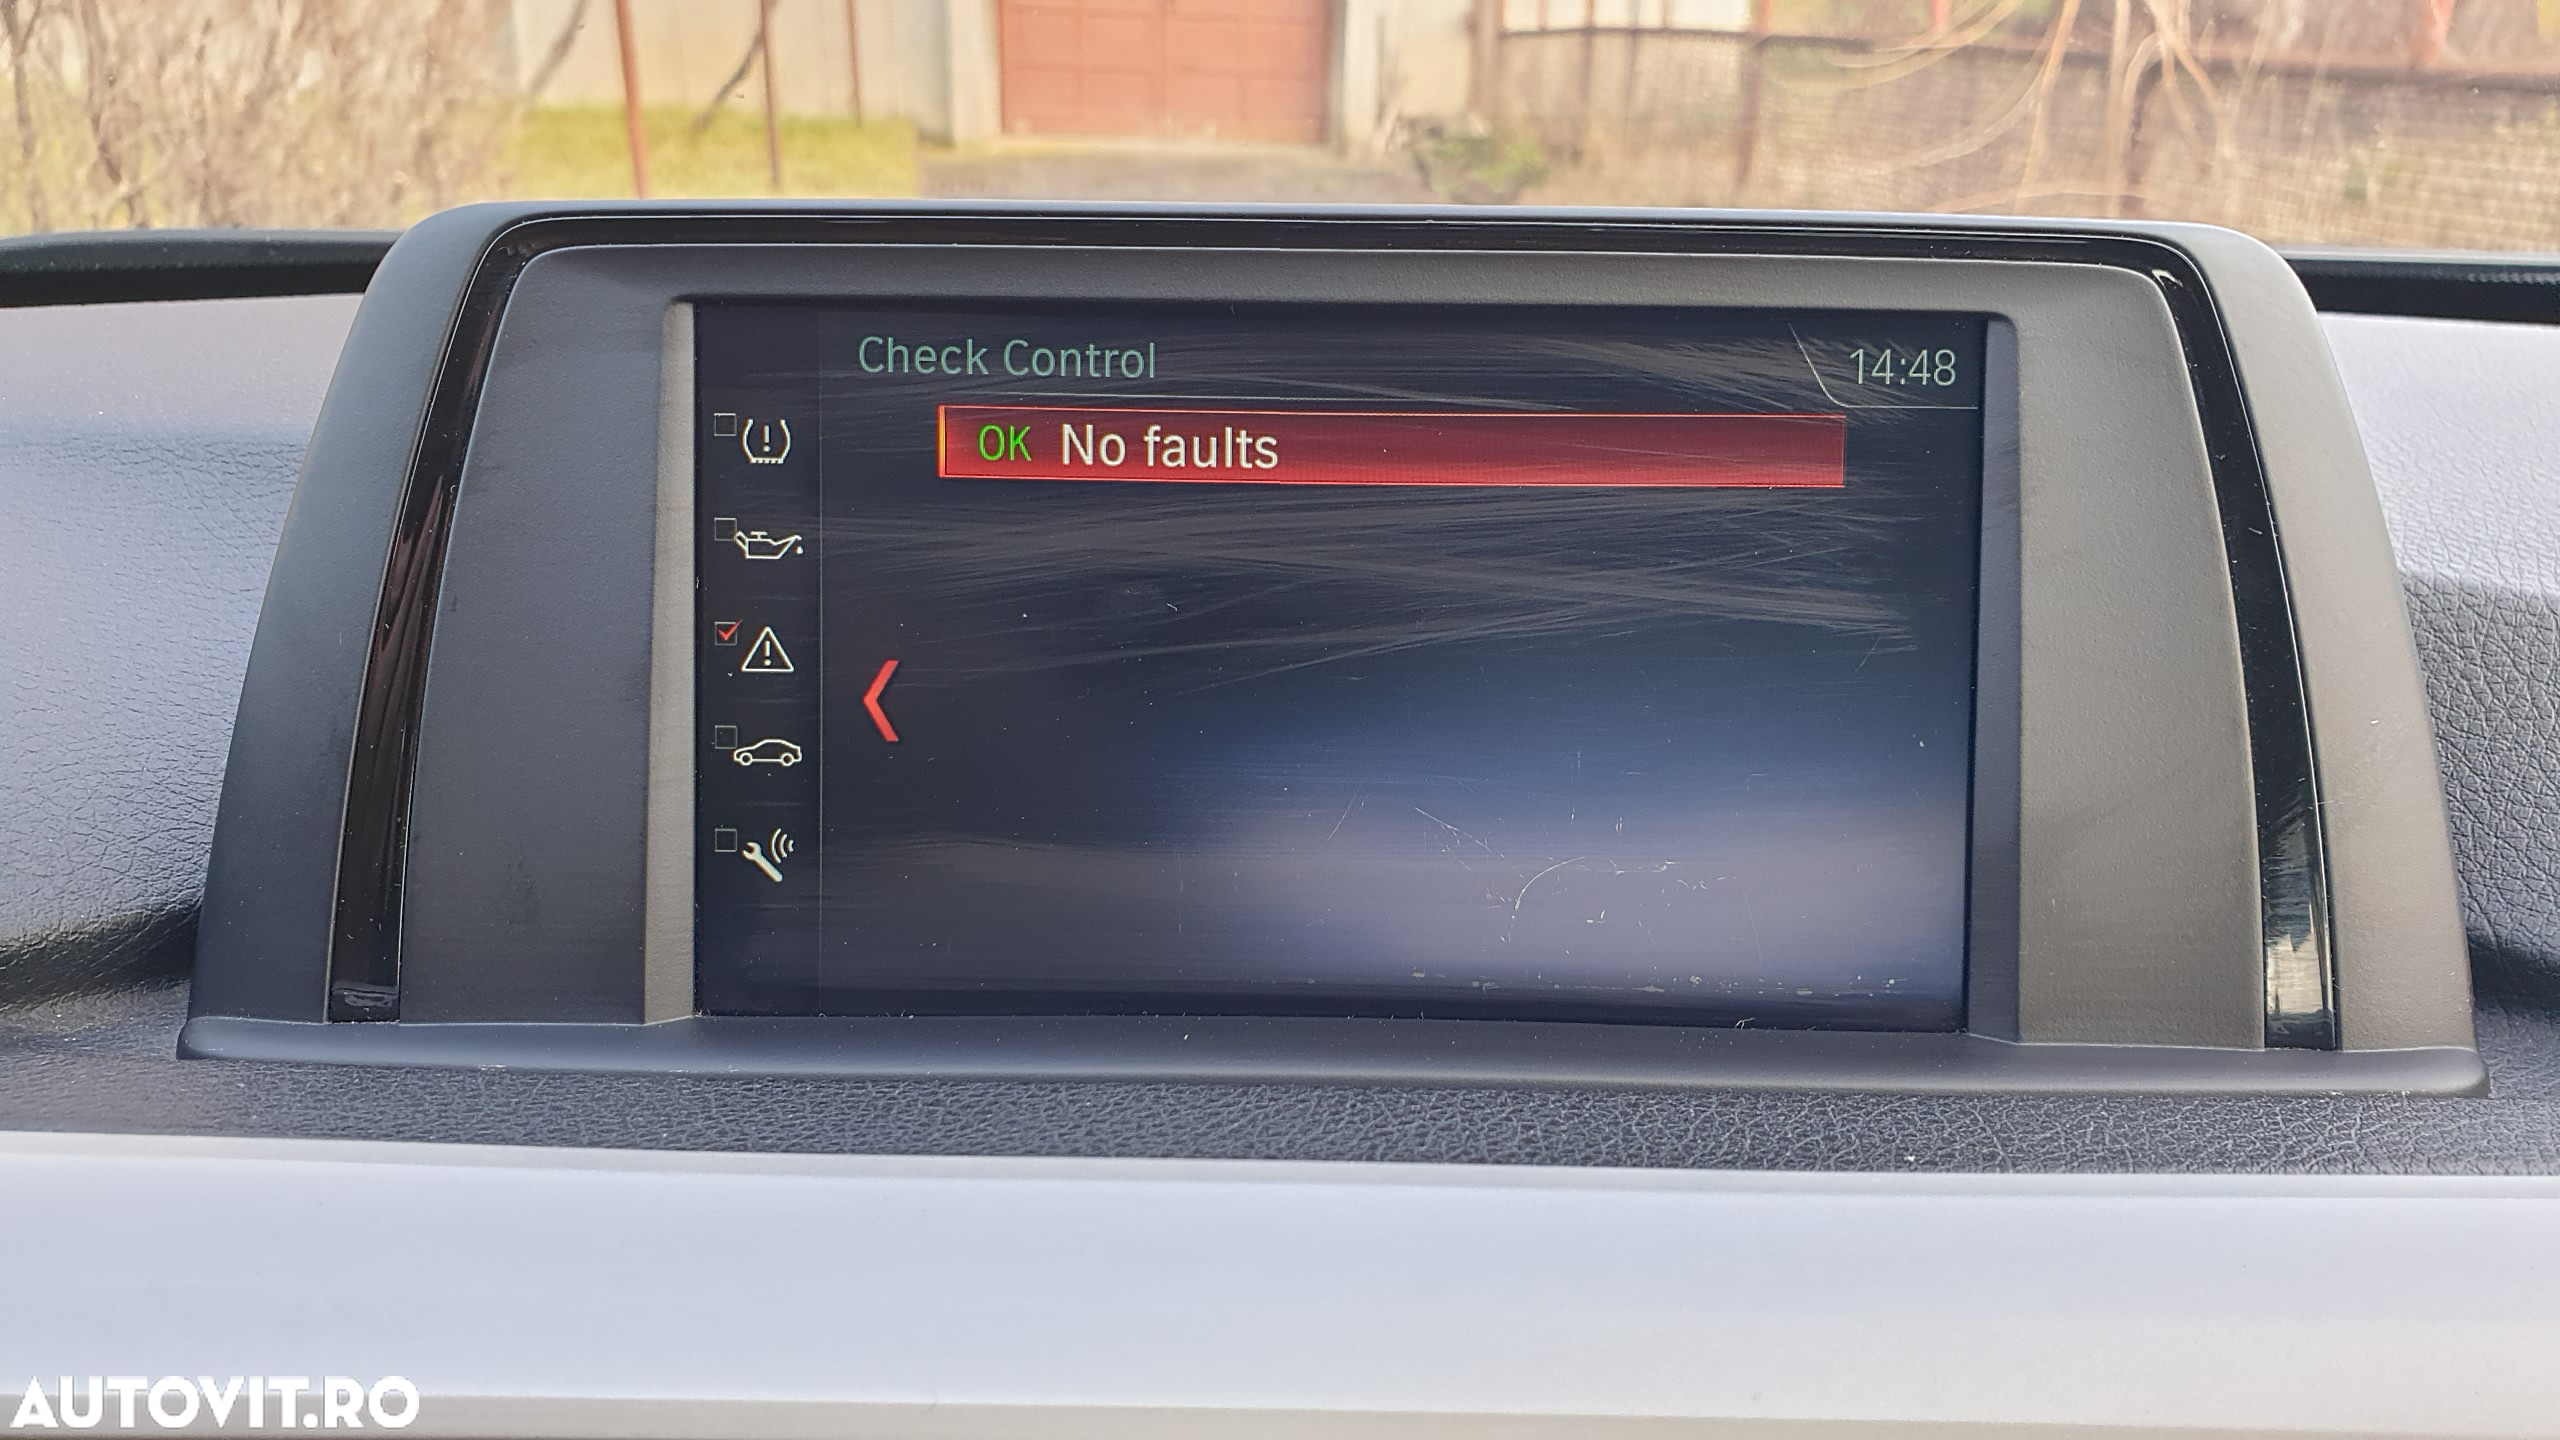 Check Control
14:48
OK No faults
AUTOVIT.RO